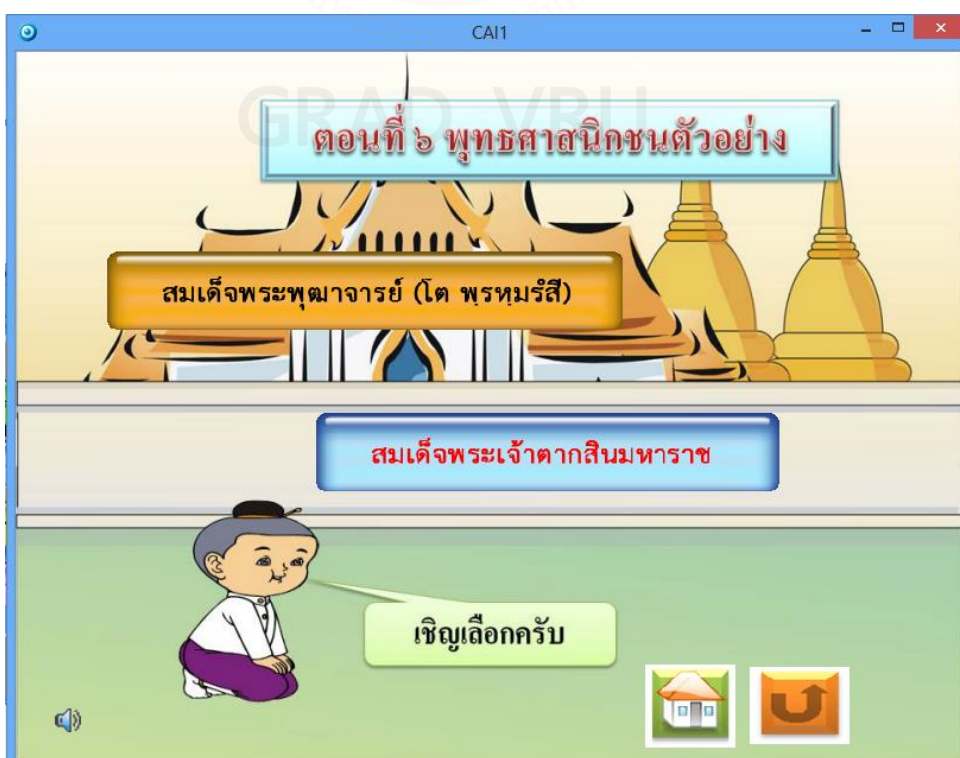 CAI1
GRAD VRU
ตอนที่ ๖ พุทธศาสนิกชนตัวอย่าง
สมเด็จพระพุฒาจารย์ (โต พฺรหฺมรํสี)
สมเด็จพระเจ้าตากสินมหาราช
เชิญเลือกครับ